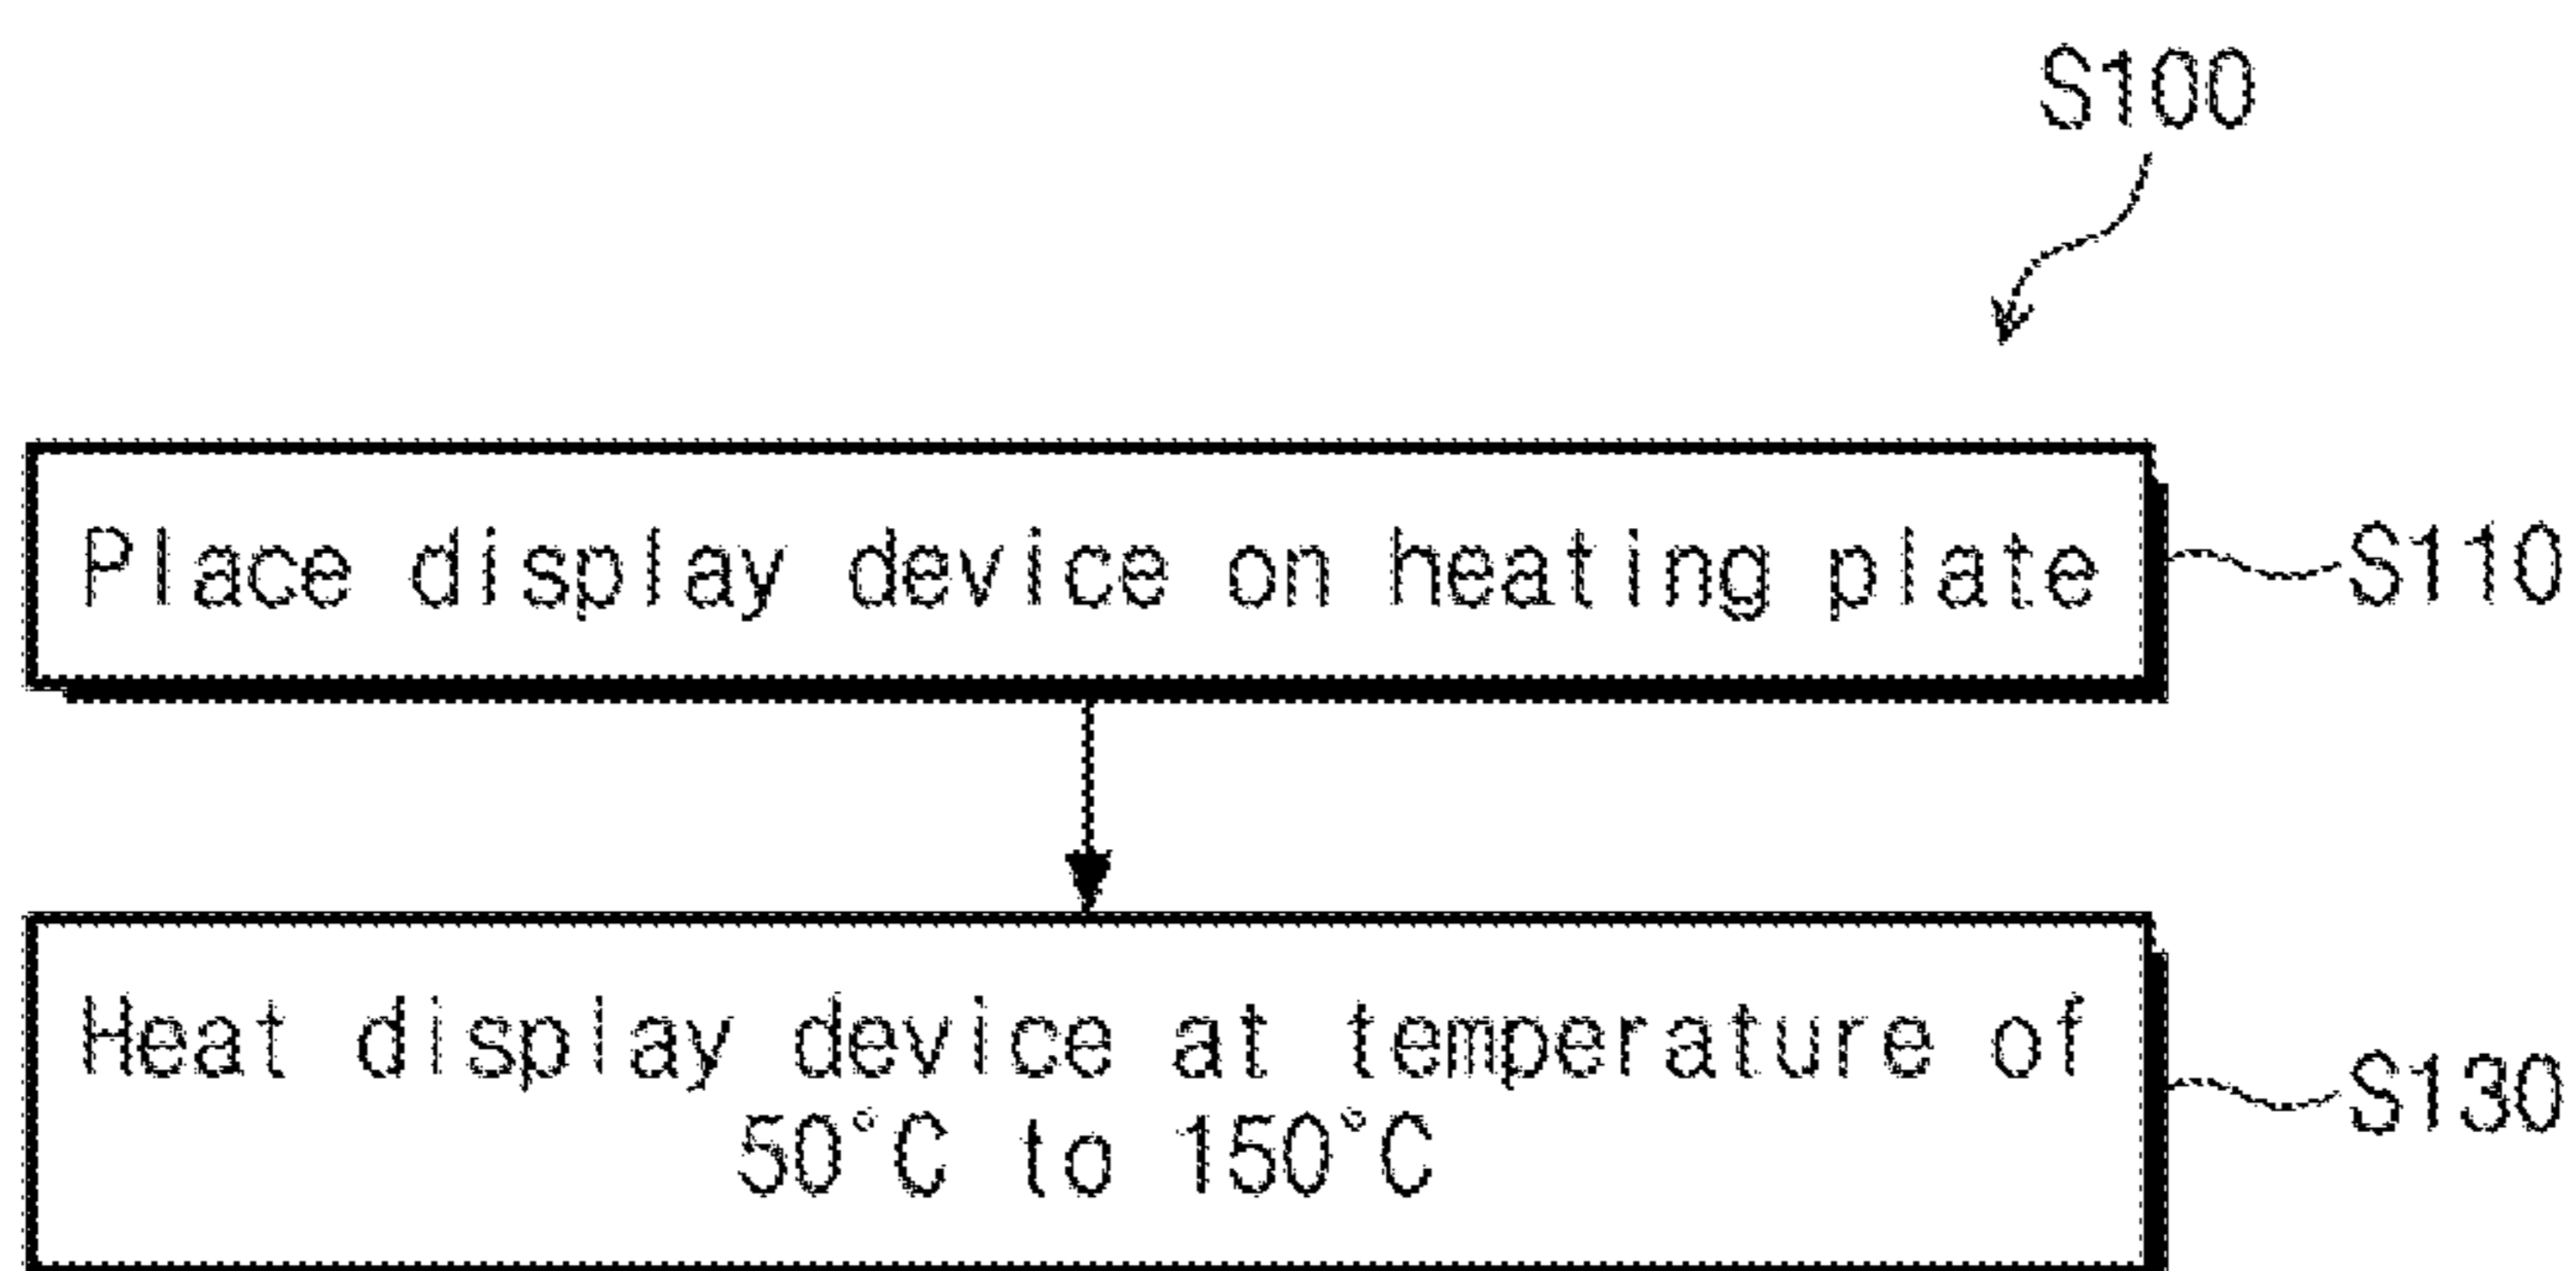 S100
Place display device on heating plate
S110
Heat display device at temperature of
50°C to 150°C
S130